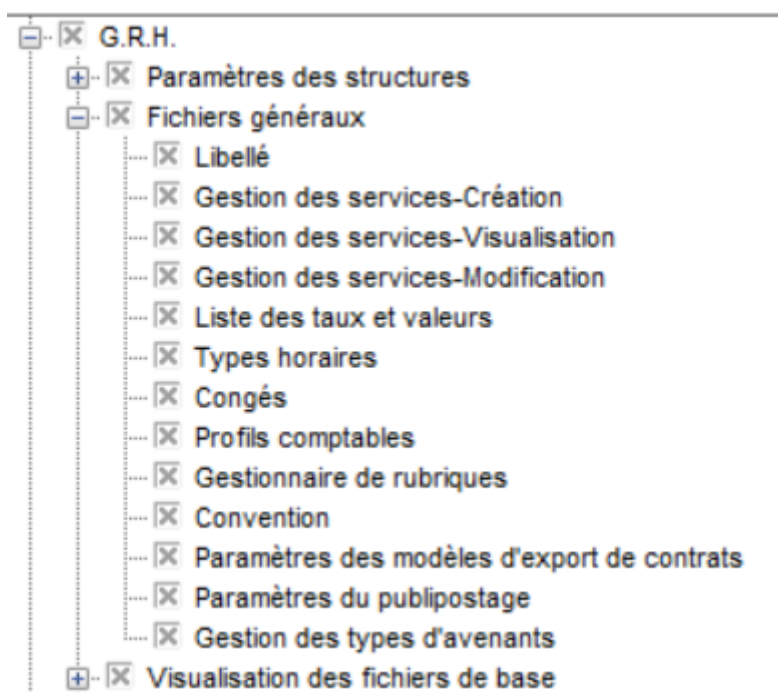 G.R.H.
Paramètres des structures
Fichiers généraux
Libellé
Gestion des services-Création
Gestion des services-Visualisation
Gestion des services-Modification
Liste des taux et valeurs
Types horaires
Congés
Profils comptables
Gestionnaire de rubriques
Convention
Paramètres des modèles d'export de contrats
Paramètres du publipostage
Gestion des types d'avenants
Visualisation des fichiers de base